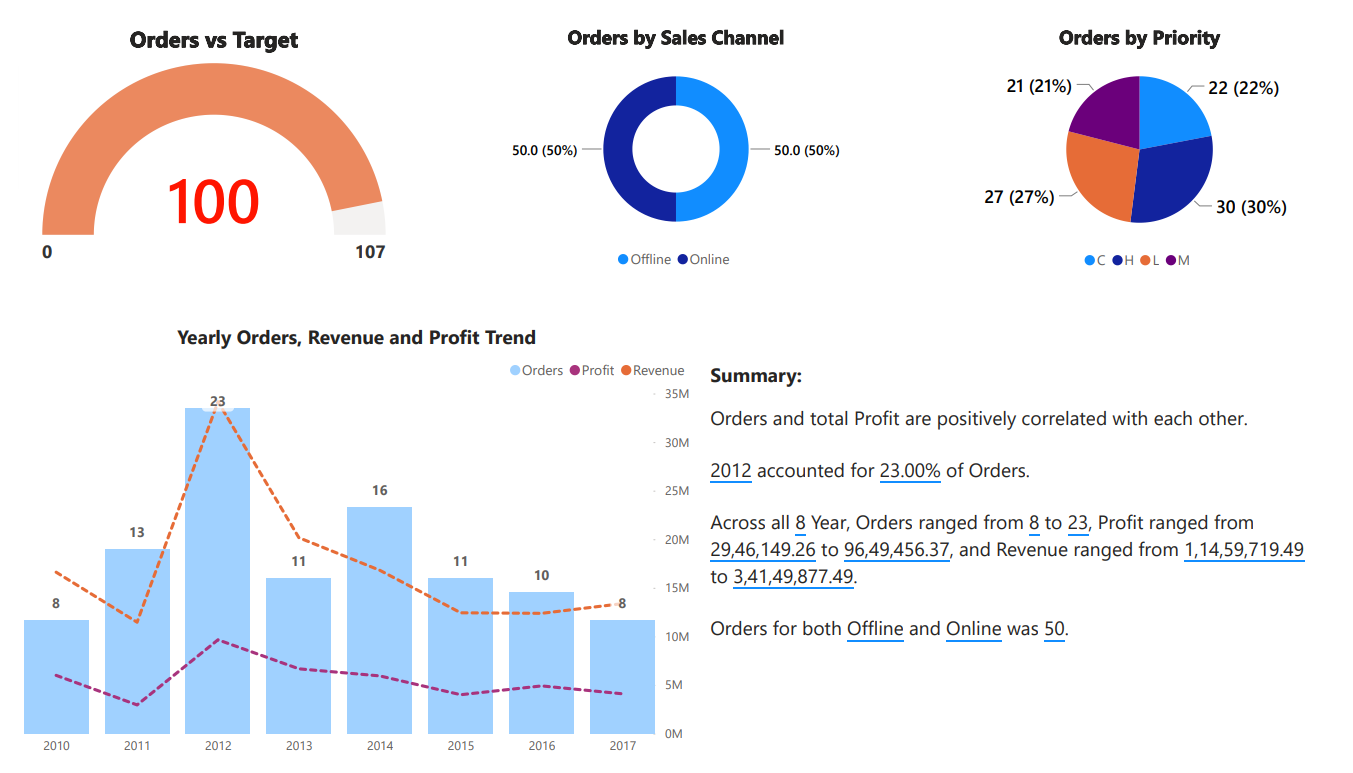 Orders vs Target
100
0
107
Orders by Sales Channel
50.0 (50%)
50.0 (50%)
Offline Online
Orders by Priority
21 (21%)
22 (22%)
27 (27%)
30 (30%)
C H L M
Yearly Orders, Revenue and Profit Trend
Orders Profit Revenue
8
13
23
11
16
11
10
8
35M
30M
25M
20M
15M
10M
5M
0M
2010 2011 2012 2013 2014 2015 2016 2017
Summary:
Orders and total Profit are positively correlated with each other.
2012 accounted for 23.00% of Orders.
Across all 8 Year, Orders ranged from 8 to 23, Profit ranged from
29,46,149.26 to 96,49,456.37, and Revenue ranged from 1,14,59,719.49
to 3,41,49,877.49.
Orders for both Offline and Online was 50.